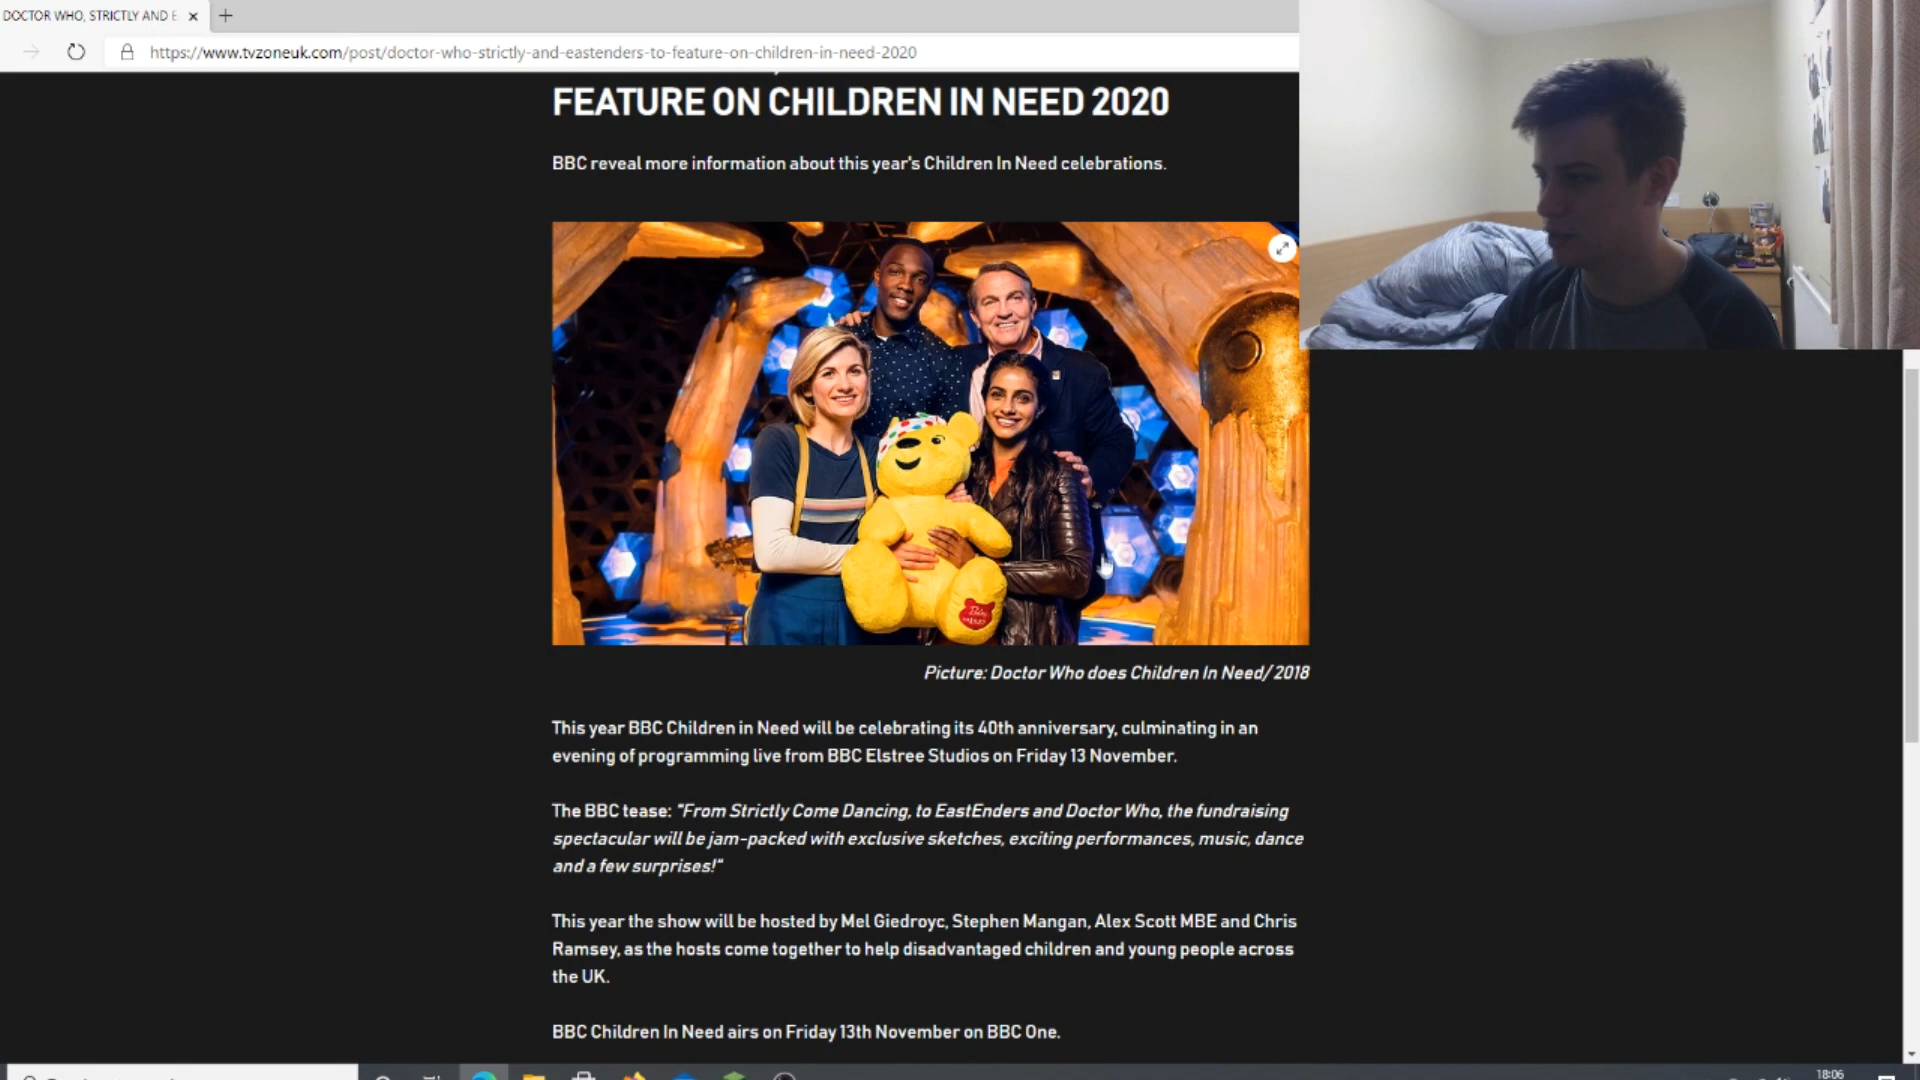 DOCTOR WHO, STRICTLY AND E
https://www.tvzoneuk.com/post/doctor-who-strictly-and-eastenders-to-feature-on-children-in-need-2020
FEATURE ON CHILDREN IN NEED 2020
BBC reveal more information about this year's Children In Need celebrations.
Picture: Doctor Who does Children In Need/2018
This year BBC Children in Need will be celebrating its 40th anniversary, culminating in an
evening of programming live from BBC Elstree Studios on Friday 13 November.
The BBC tease: "From Strictly Come Dancing, to EastEnders and Doctor Who, the fundraising
spectacular will be jam-packed with exclusive sketches, exciting performances, music, dance
and a few surprises!"
This year the show will be hosted by Mel Giedroyc, Stephen Mangan, Alex Scott MBE and Chris
Ramsey, as the hosts come together to help disadvantaged children and young people across
the UK.
BBC Children In Need airs on Friday 13th November on BBC One.
18:06